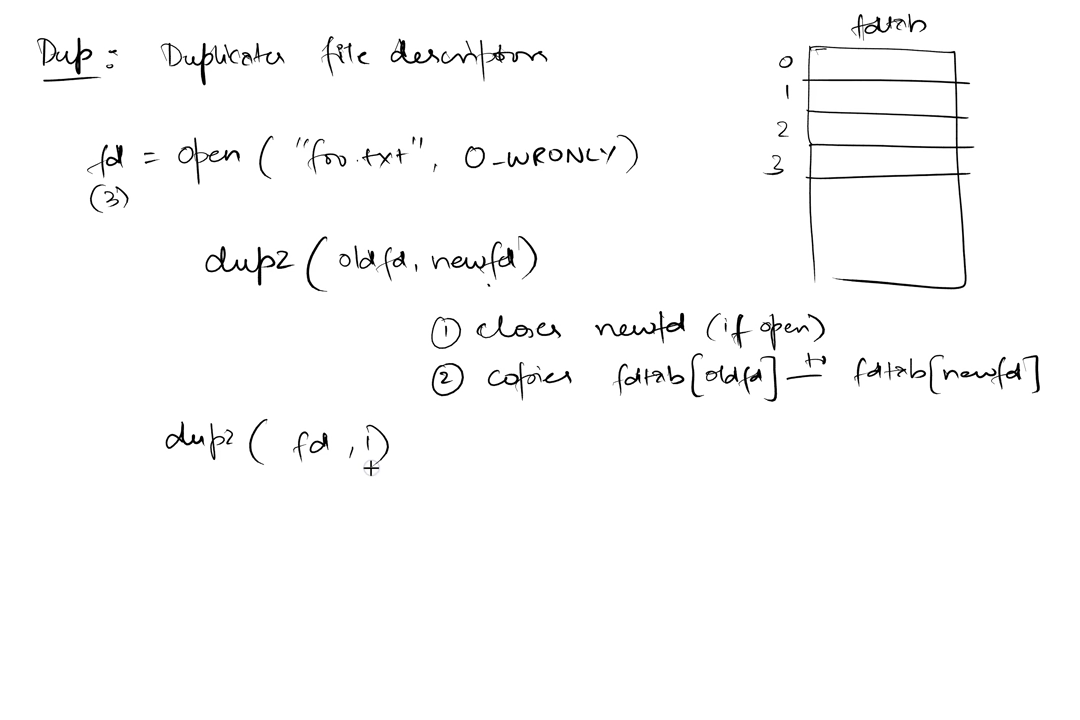 Dup : Duplicates file descriptors
fdtab
0
1
2
3
fd = open ( "foo.txt", O_WRONLY)
(3)
dup2 ( oldfd, newfd)
① closes newfd (if open)
② copies fdtab[oldfd] to fdtab[newfd]
dup2 ( fd , 1)